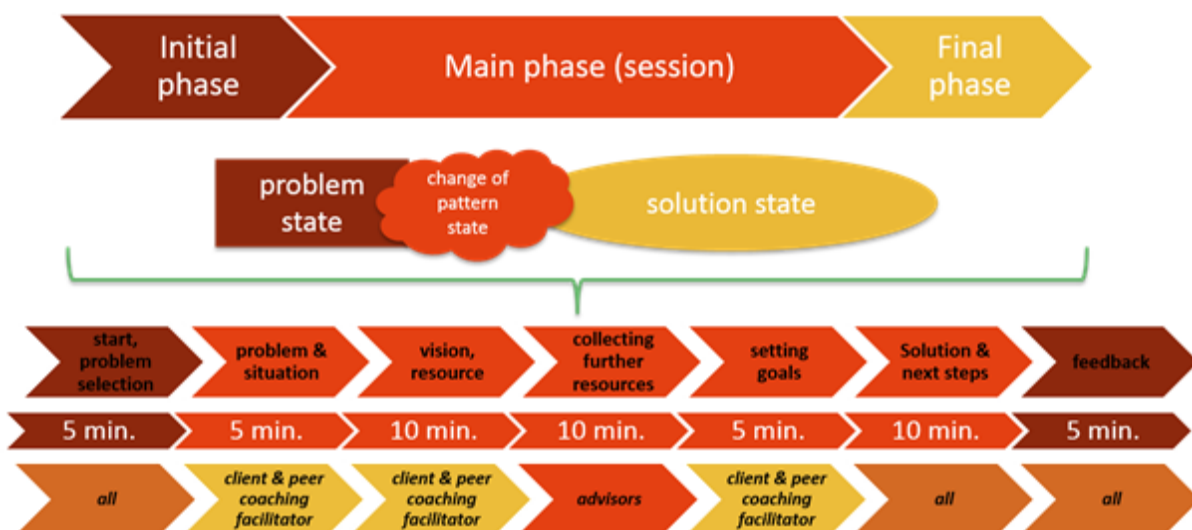 Initial
phase
Main phase (session)
Final
phase
problem
state
change of
pattern
state
solution state
start,
problem
selection
problem &
situation
vision,
resource
collecting
further
resources
setting
goals
Solution &
next steps
feedback
5 min.
5 min.
10 min.
10 min.
5 min.
10 min.
5 min.
all
client & peer
coaching
facilitator
client & peer
coaching
facilitator
advisors
client & peer
coaching
facilitator
all
all